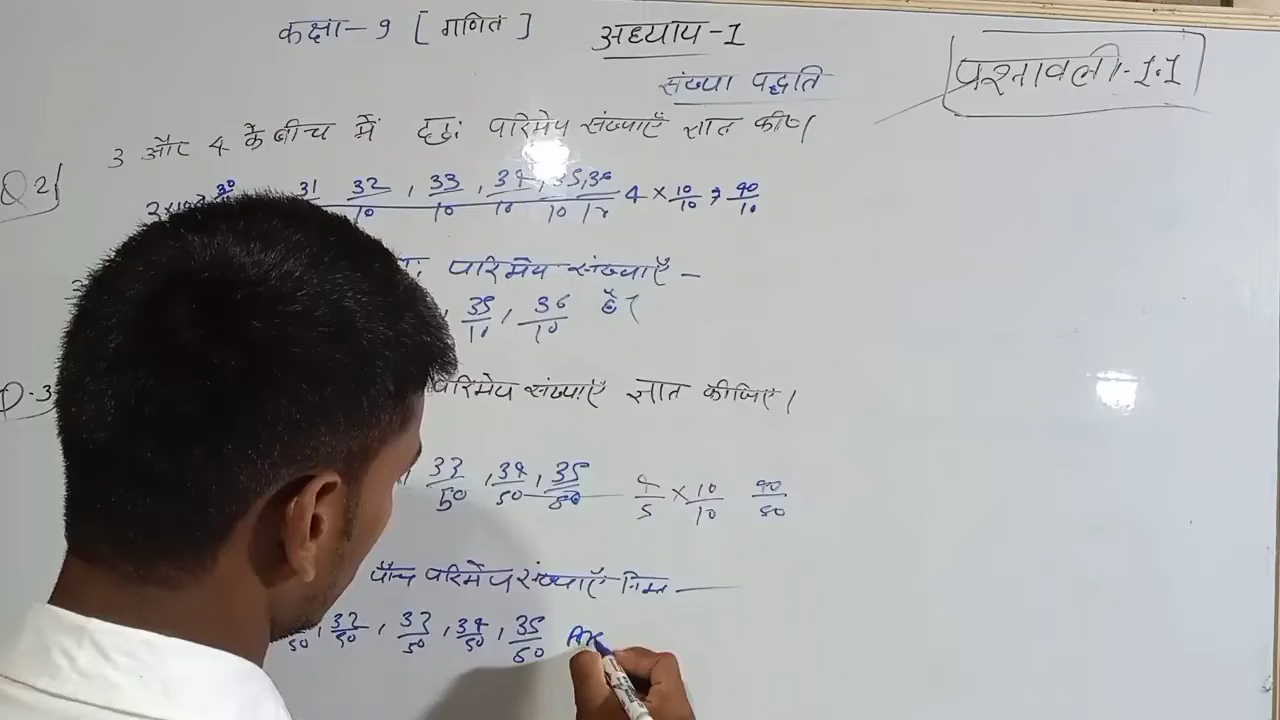 कक्षा-9 [गणित] अध्याय-1
प्रश्नावली-1.1
संख्या पद्धति
Q2) 3 और 4 के बीच में छः परिमेय संख्याएँ ज्ञात कीए।
30 31/10 32/10, 33/10, 34/10, 35/10, 36/10 4 × 10/10 = 40/10
परिमेय संख्याएँ -
, 35/10, 36/10 है।
Q.3 परिमेय संख्याएँ ज्ञात कीजिए।
33/50, 34/50, 35/50 4/5 × 10/10 40/50
पाँच परिमेय संख्याएँ निम्न
50, 32/50, 33/50, 34/50, 35/50 Ans